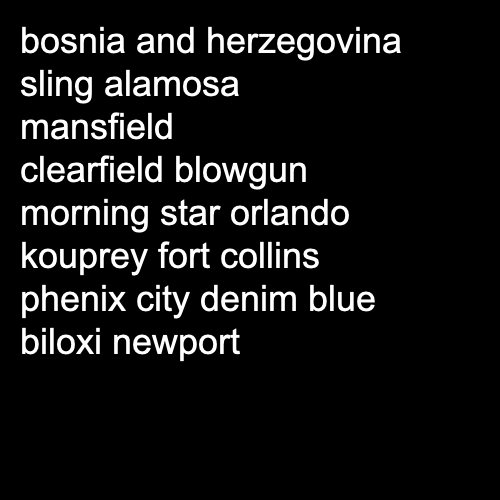 bosnia and herzegovina
sling alamosa
mansfield
clearfield blowgun
morning star orlando
kouprey fort collins
phenix city denim blue
biloxi newport